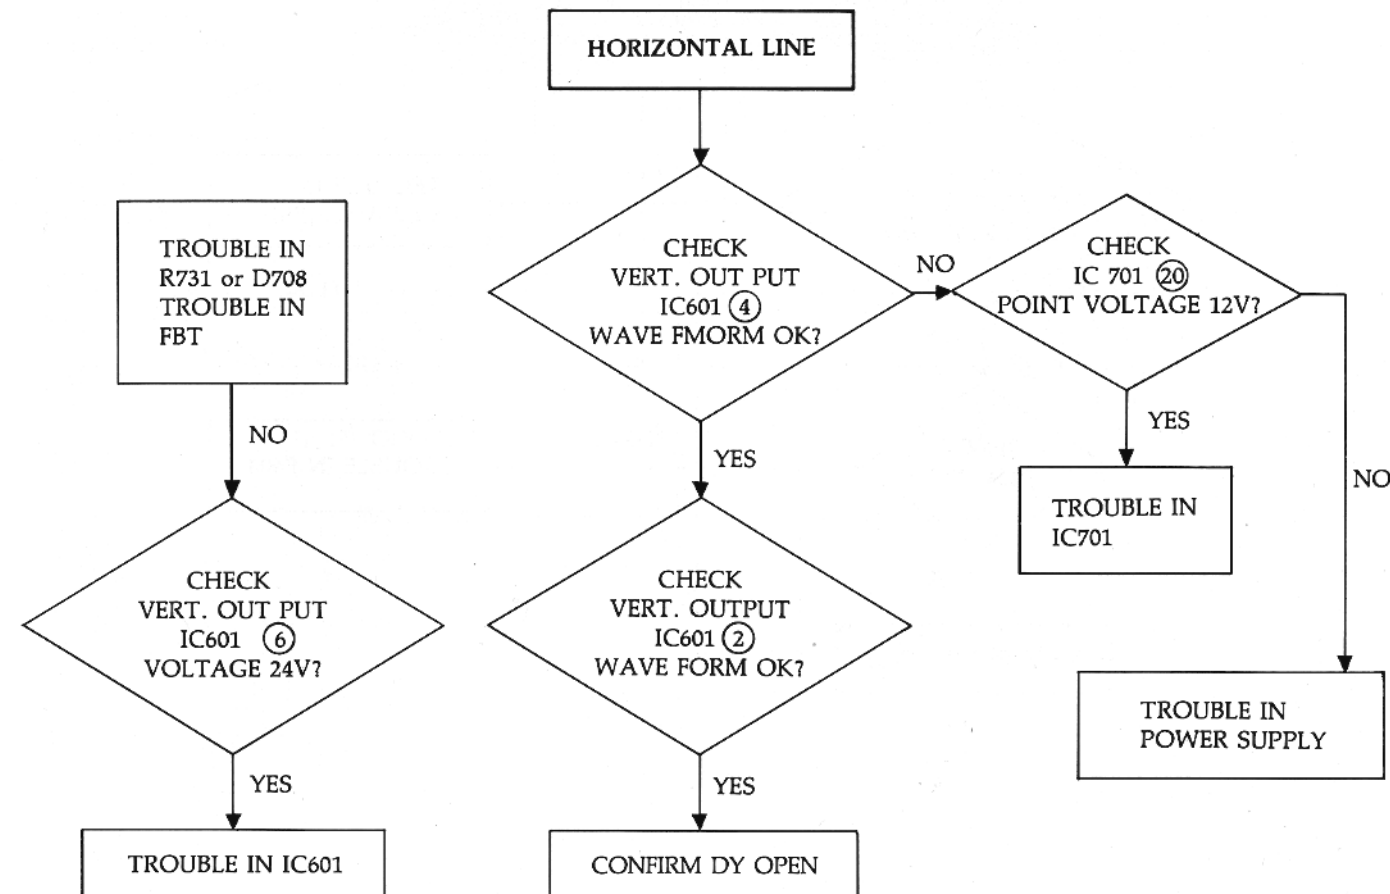 HORIZONTAL LINE
TROUBLE IN
R731 or D708
TROUBLE IN
FBT
NO
CHECK
VERT. OUT PUT
IC601 ④
WAVE FMORM OK?
NO
CHECK
IC 701 ⑳
POINT VOLTAGE 12V?
YES
TROUBLE IN
IC701
NO
TROUBLE IN
POWER SUPPLY
YES
CHECK
VERT. OUT PUT
IC601 ⑥
VOLTAGE 24V?
YES
TROUBLE IN IC601
CHECK
VERT. OUTPUT
IC601 ②
WAVE FORM OK?
YES
CONFIRM DY OPEN